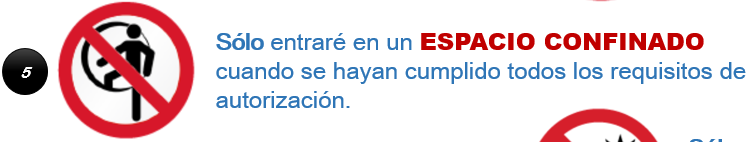 5
Sólo entraré en un ESPACIO CONFINADO
cuando se hayan cumplido todos los requisitos de
autorización.